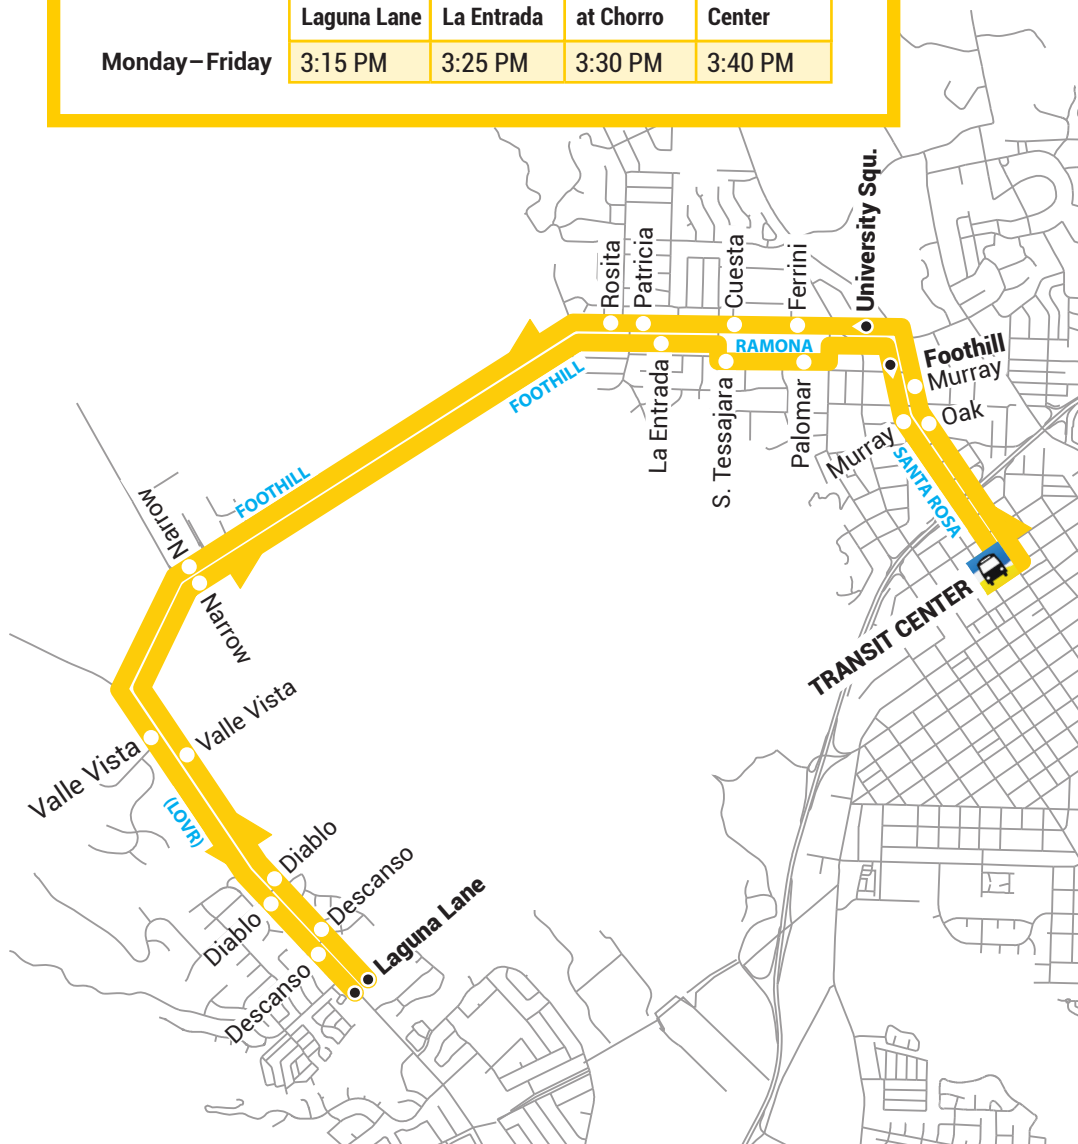 Laguna Lane La Entrada at Chorro Center
Monday–Friday 3:15 PM 3:25 PM 3:30 PM 3:40 PM
University Squ.
Rosita
Patricia
Cuesta
Ferrini
RAMONA
Foothill
Murray
Oak
FOOTHILL
La Entrada
S. Tessajara
Palomar
Murray
SANTA ROSA
FOOTHILL
Narrow
Narrow
TRANSIT CENTER
Valle Vista
Valle Vista
(LOVR)
Diablo
Descanso
Laguna Lane
Diablo
Descanso